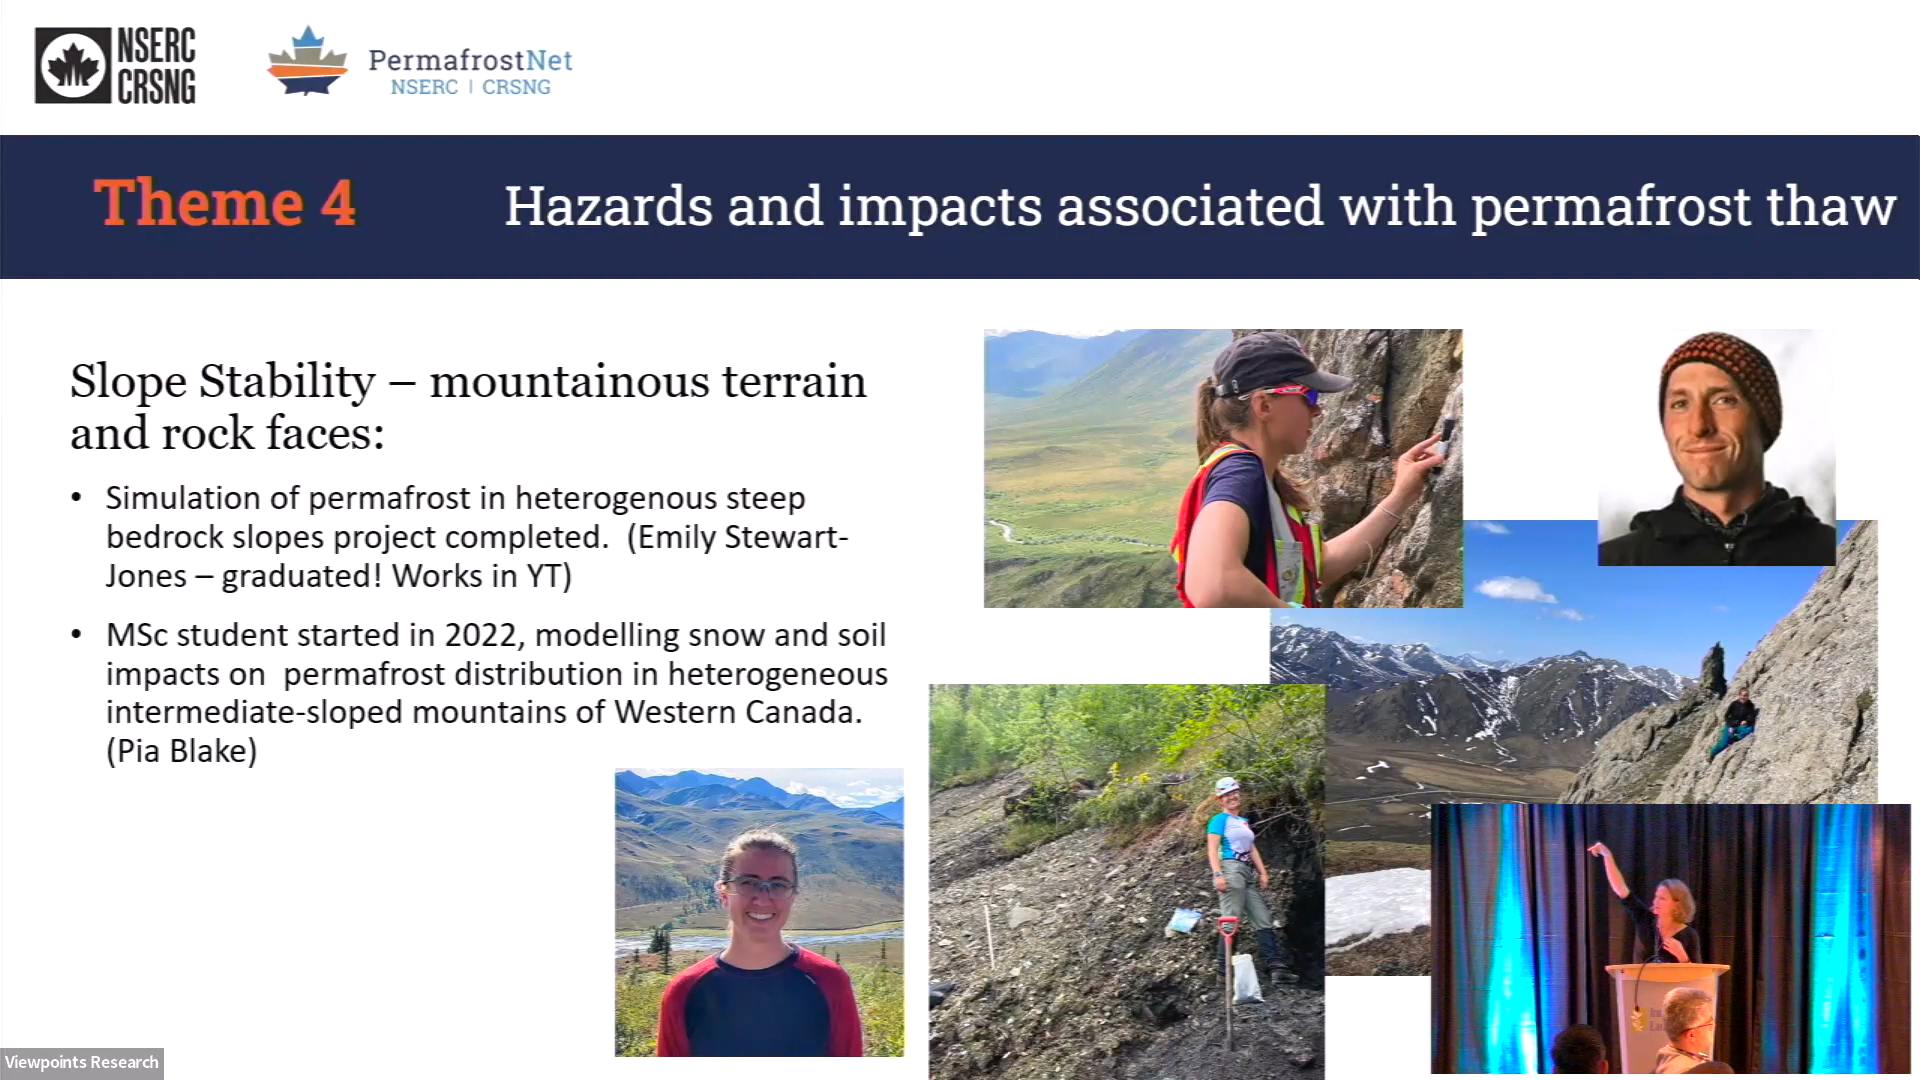 NSERC
CRSNG
PermafrostNet
NSERC | CRSNG
Theme 4
Hazards and impacts associated with permafrost thaw
Slope Stability – mountainous terrain
and rock faces:
• Simulation of permafrost in heterogenous steep
bedrock slopes project completed.  (Emily Stewart-
Jones – graduated! Works in YT)
• MSc student started in 2022, modelling snow and soil
impacts on  permafrost distribution in heterogeneous
intermediate-sloped mountains of Western Canada.
(Pia Blake)
Viewpoints Research